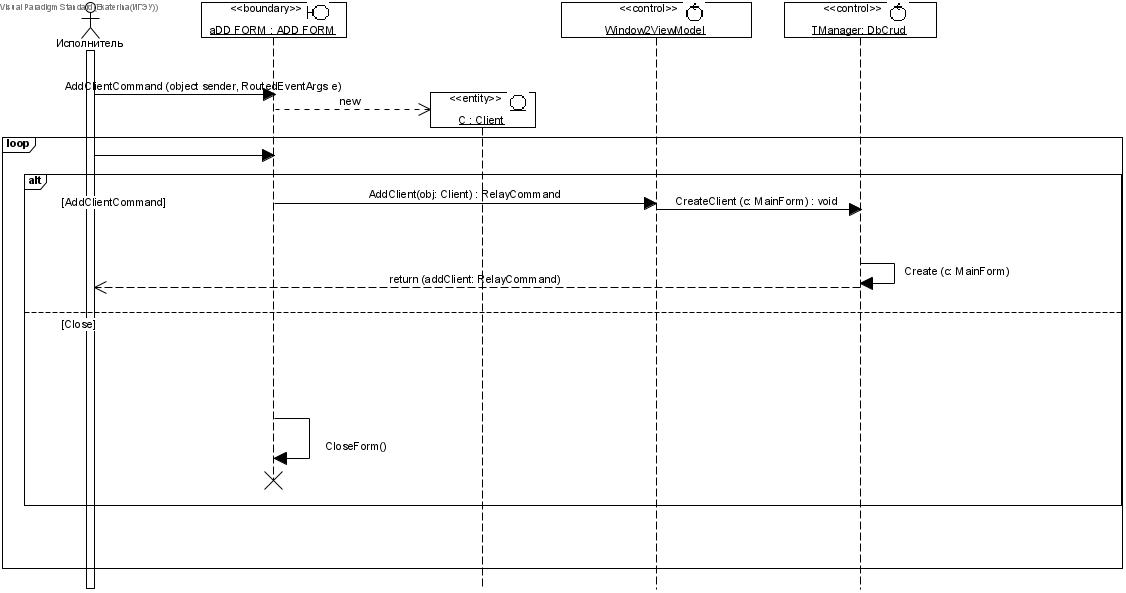 Visual Paradigm Standard (Ekaterina(ИГЭУ))
<<boundary>>
aDD FORM : ADD FORM
<<control>>
Window2ViewModel
<<control>>
TManager: DbCrud
Исполнитель
AddClientCommand (object sender, RoutedEventArgs e)
new
<<entity>>
C : Client
loop
alt
[AddClientCommand]
AddClient(obj: Client) : RelayCommand
CreateClient (c: MainForm) : void
Create (c: MainForm)
return (addClient: RelayCommand)
[Close]
CloseForm()